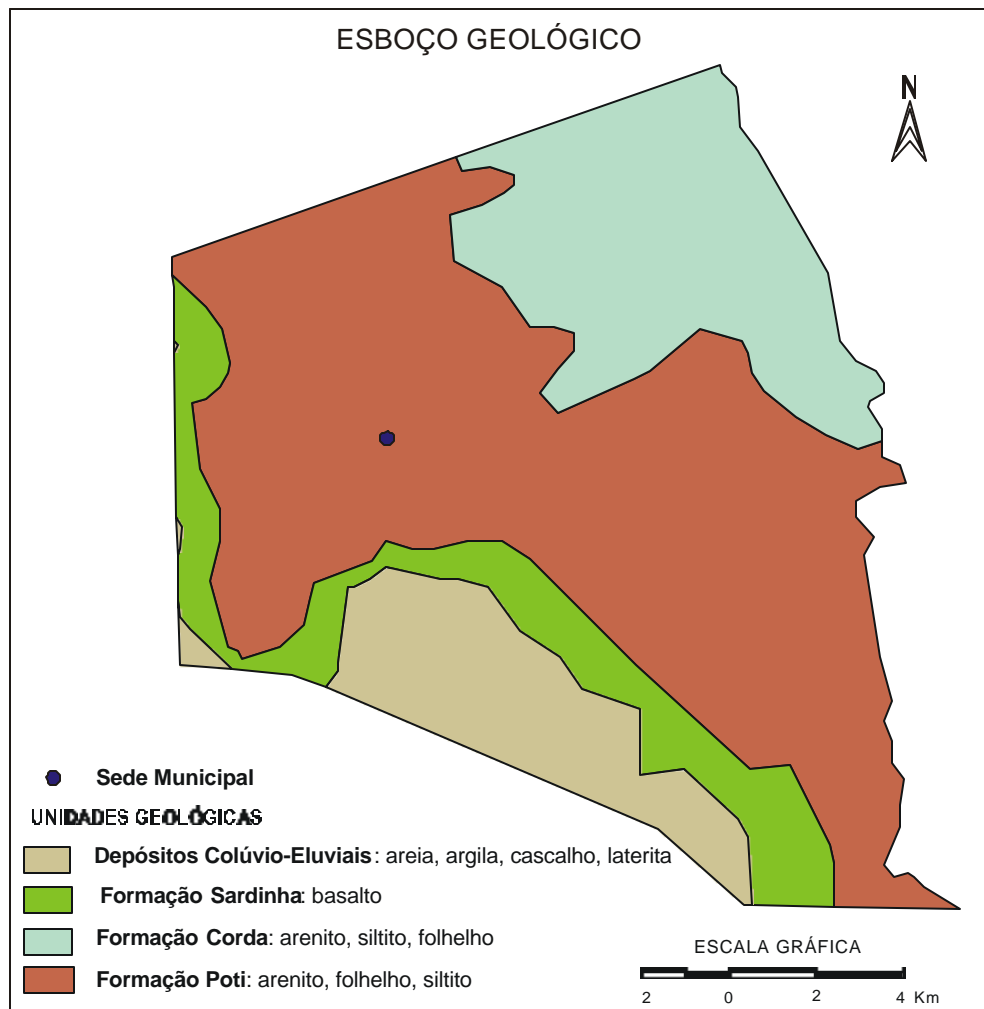 ESBOÇO GEOLÓGICO
N
Sede Municipal
UNIDADES GEOLÓGICAS
Depósitos Colúvio-Eluviais: areia, argila, cascalho, laterita
Formação Sardinha: basalto
Formação Corda: arenito, siltito, folhelho
Formação Poti: arenito, folhelho, siltito
ESCALA GRÁFICA
2 0 2 4 Km